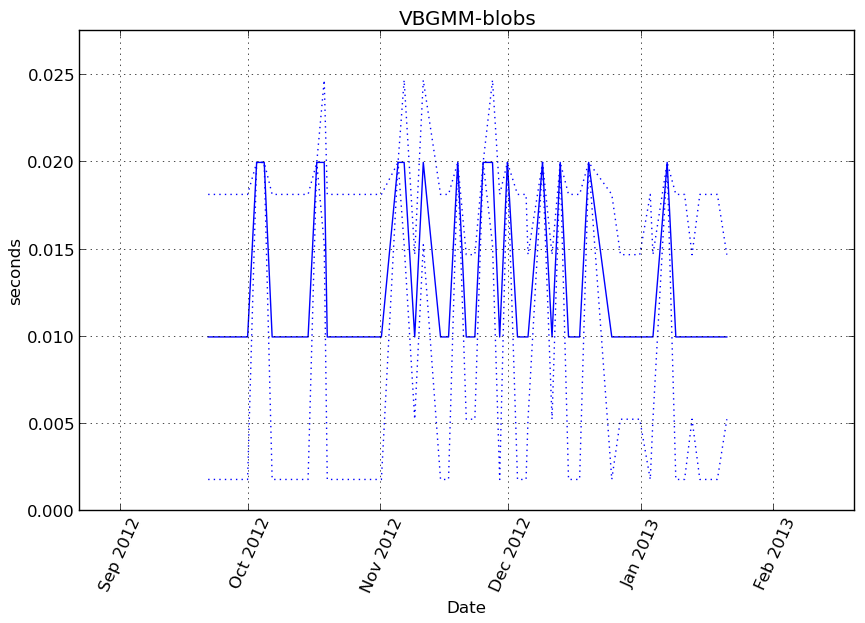 VBGMM-blobs
0.025
0.020
0.015
0.010
0.005
0.000
seconds
Sep 2012
Oct 2012
Nov 2012
Dec 2012
Jan 2013
Feb 2013
Date